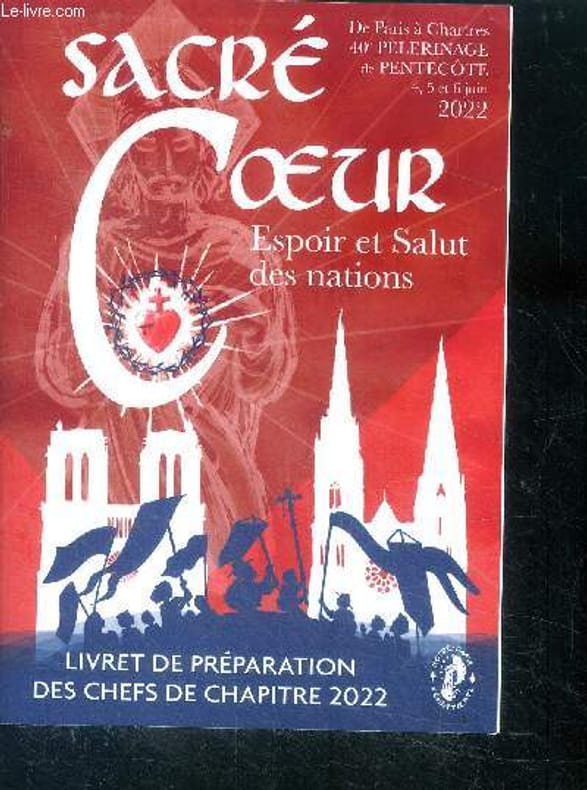 Le-livre.com
De Paris à Chartres
40e PELERINAGE
de PENTECÔTE
4, 5 et 6 juin
2022
SACRÉ
CŒUR
Espoir et Salut
des nations
LIVRET DE PRÉPARATION
DES CHEFS DE CHAPITRE 2022